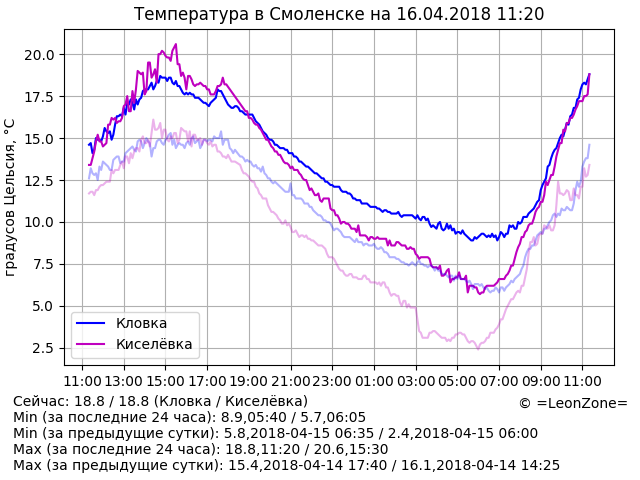 Температура в Смоленске на 16.04.2018 11:20
градусов Цельсия, °C
20.0
17.5
15.0
12.5
10.0
7.5
5.0
2.5
Кловка
Киселёвка
11:00 13:00 15:00 17:00 19:00 21:00 23:00 01:00 03:00 05:00 07:00 09:00 11:00
Сейчас: 18.8 / 18.8 (Кловка / Киселёвка)
© =LeonZone=
Min (за последние 24 часа): 8.9,05:40 / 5.7,06:05
Min (за предыдущие сутки): 5.8,2018-04-15 06:35 / 2.4,2018-04-15 06:00
Max (за последние 24 часа): 18.8,11:20 / 20.6,15:30
Max (за предыдущие сутки): 15.4,2018-04-14 17:40 / 16.1,2018-04-14 14:25